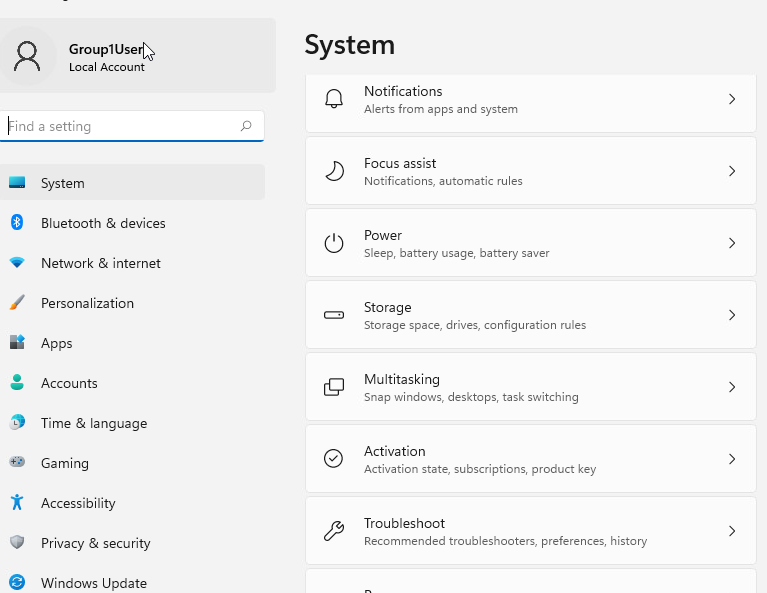 Group1User
Local Account
Find a setting
System
Bluetooth & devices
Network & internet
Personalization
Apps
Accounts
Time & language
Gaming
Accessibility
Privacy & security
Windows Update
System
Notifications
Alerts from apps and system
Focus assist
Notifications, automatic rules
Power
Sleep, battery usage, battery saver
Storage
Storage space, drives, configuration rules
Multitasking
Snap windows, desktops, task switching
Activation
Activation state, subscriptions, product key
Troubleshoot
Recommended troubleshooters, preferences, history